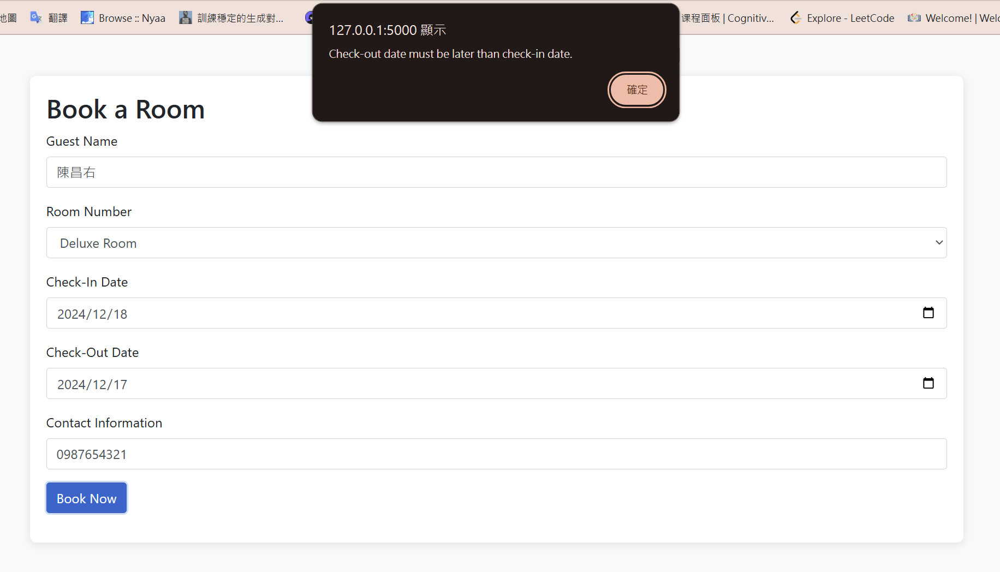 地圖
翻譯
Browse :: Nyaa
訓練穩定的生成對...
课程面板 | Cognitiv...
Explore - LeetCode
Welcome! | Welc
127.0.0.1:5000 顯示
Check-out date must be later than check-in date.
確定
Book a Room
Guest Name
陳昌右
Room Number
Deluxe Room
Check-In Date
2024/12/18
Check-Out Date
2024/12/17
Contact Information
0987654321
Book Now